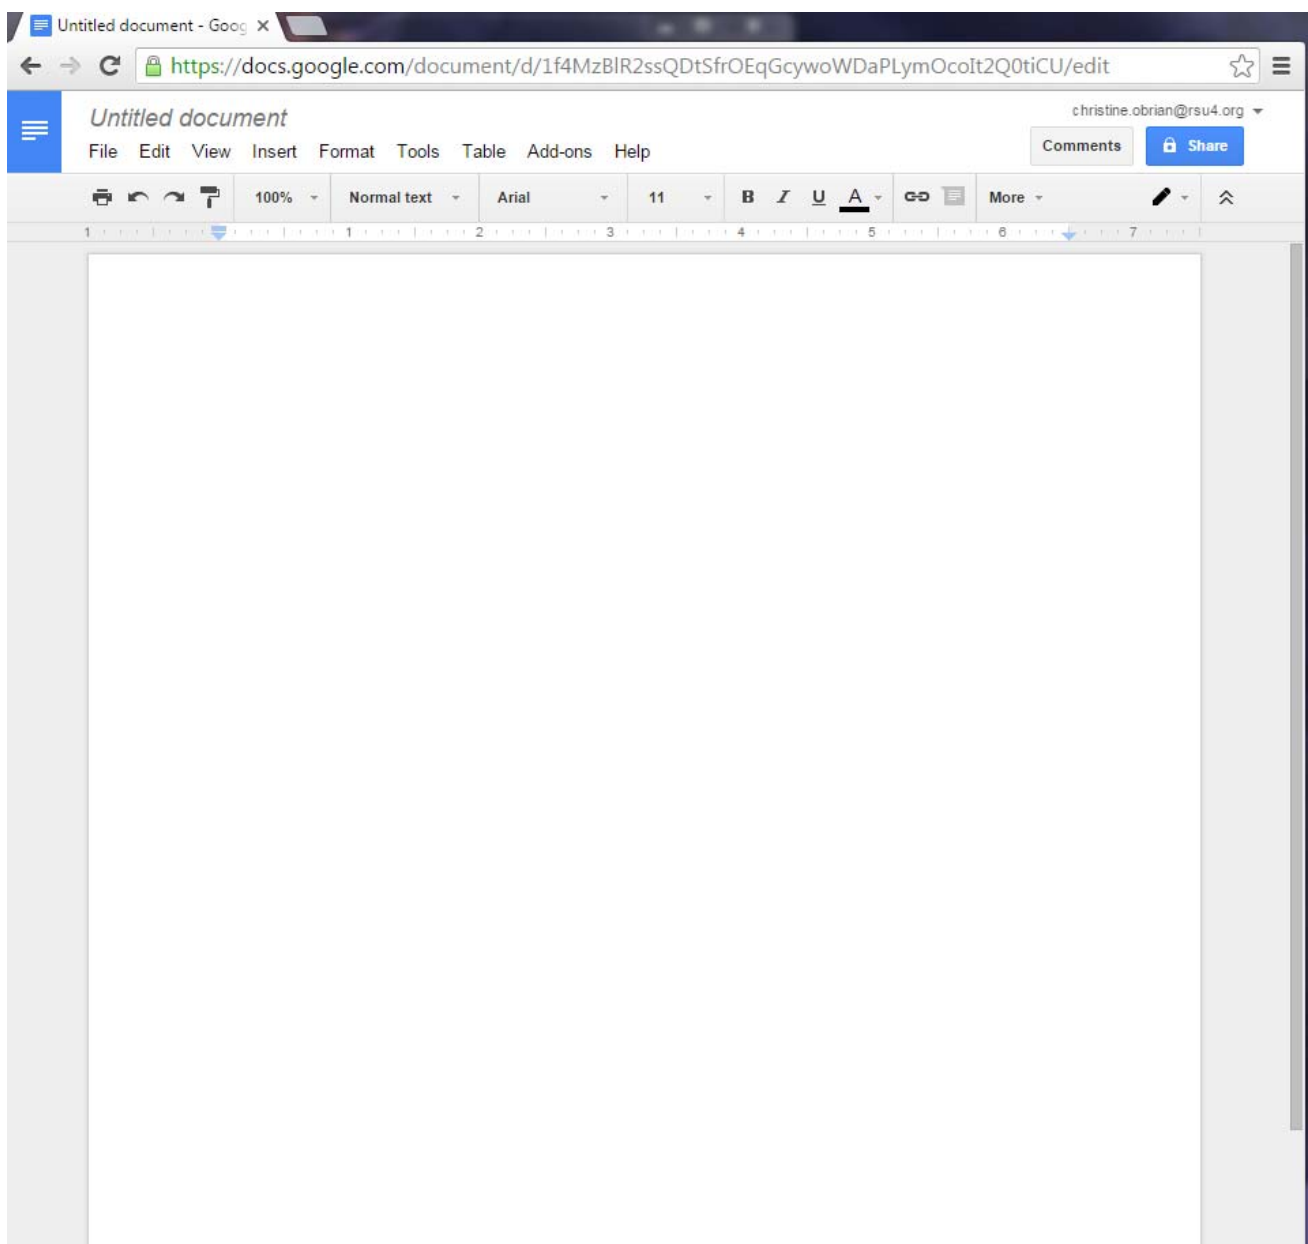 Untitled document - Goog
https://docs.google.com/document/d/1f4MzBlR2ssQDtSfrOEqGcywoWDaPLymOcoIt2Q0tiCU/edit
Untitled document
christine.obrian@rsu4.org
File Edit View Insert Format Tools Table Add-ons Help
Comments Share
100% Normal text Arial 11 B I U A More
1 1 2 3 4 5 6 7